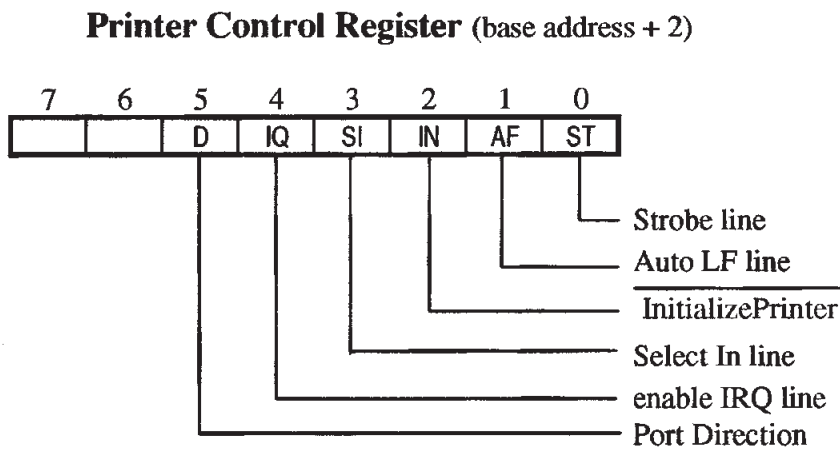 Printer Control Register (base address + 2)
7 6 5 4 3 2 1 0
D IQ SI IN AF ST
Strobe line
Auto LF line
InitializePrinter
Select In line
enable IRQ line
Port Direction